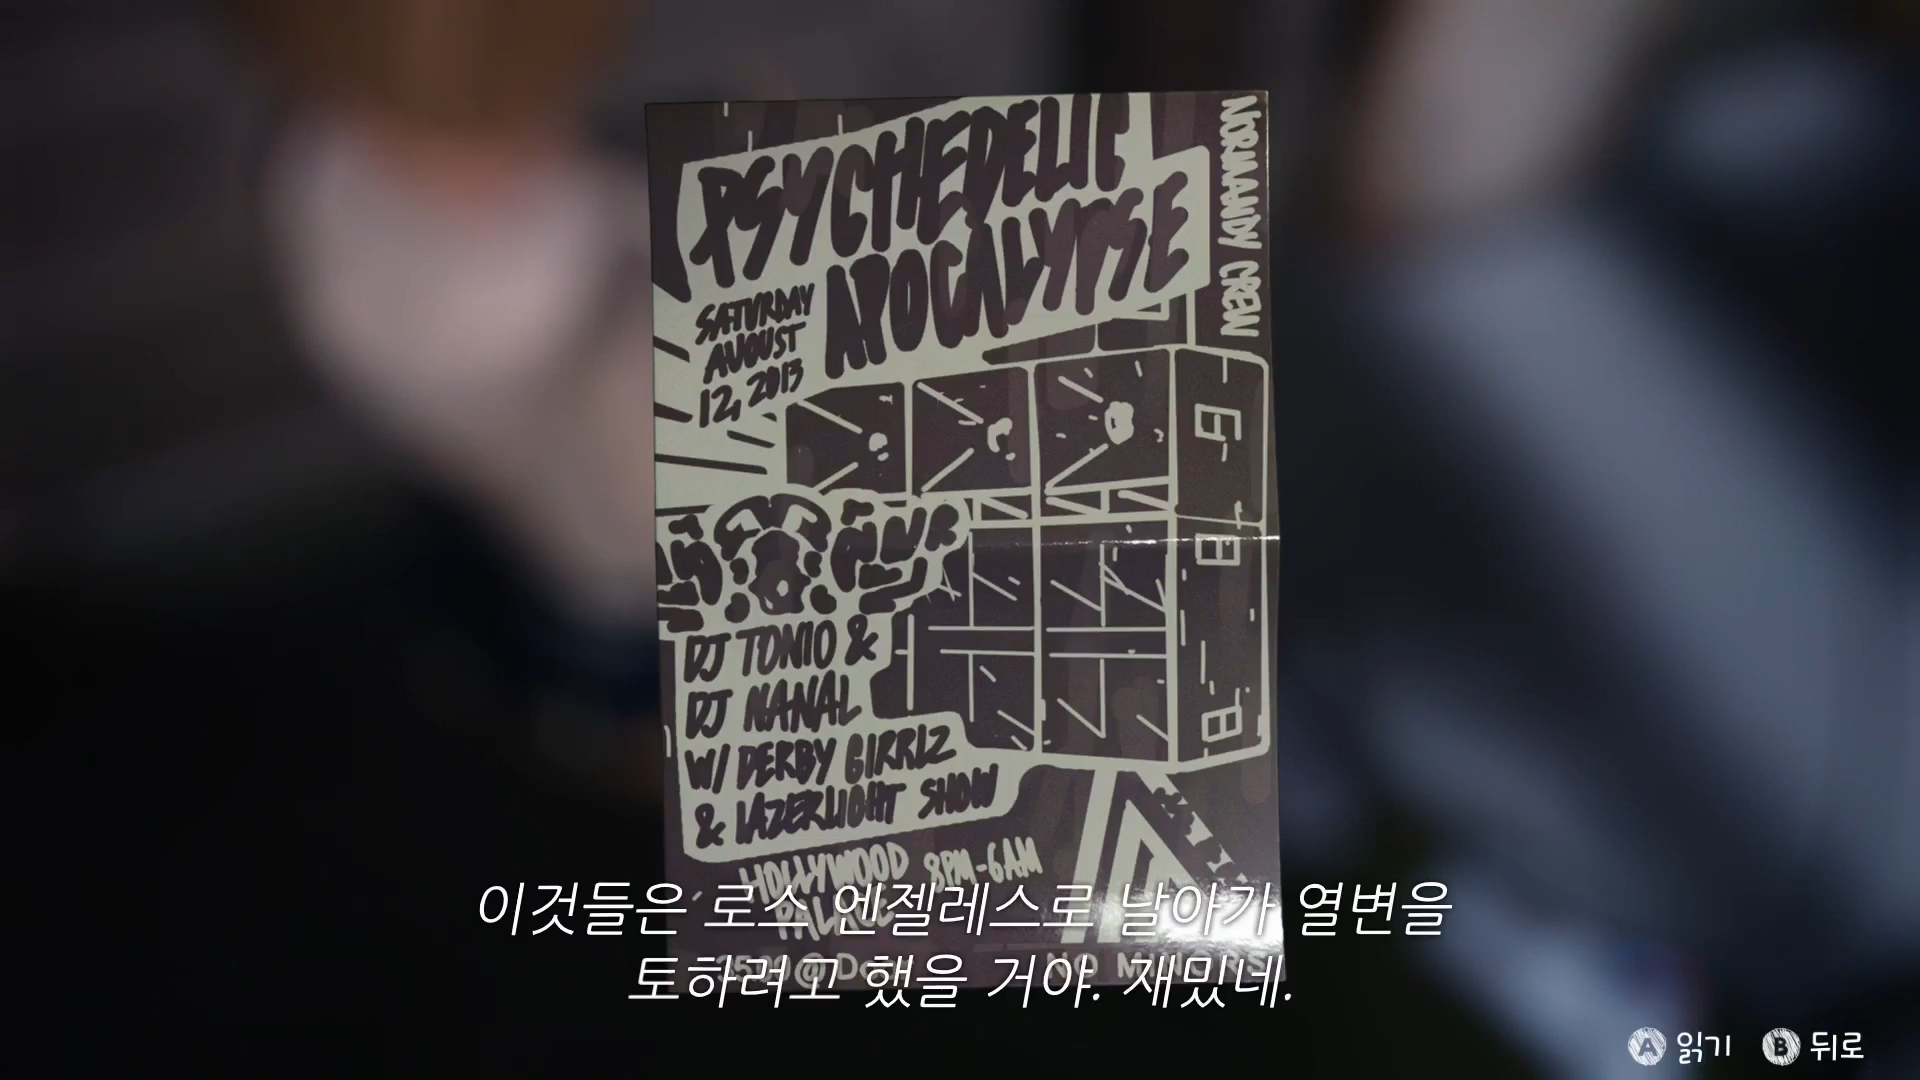 PSYCHEDELIC
APOCALYPSE
NORMANDY CREW
SATURDAY
AUGUST
12, 2013
DJ TONIO &
DJ NANAL
W/ DERBY GIRRLZ
& LAZERLIGHT SHOW
HOLLYWOOD 8PM-6AM
이것들은 로스 엔젤레스로 날아가 열변을
토하려고 했을 거야. 재밌네.
A 읽기 B 뒤로